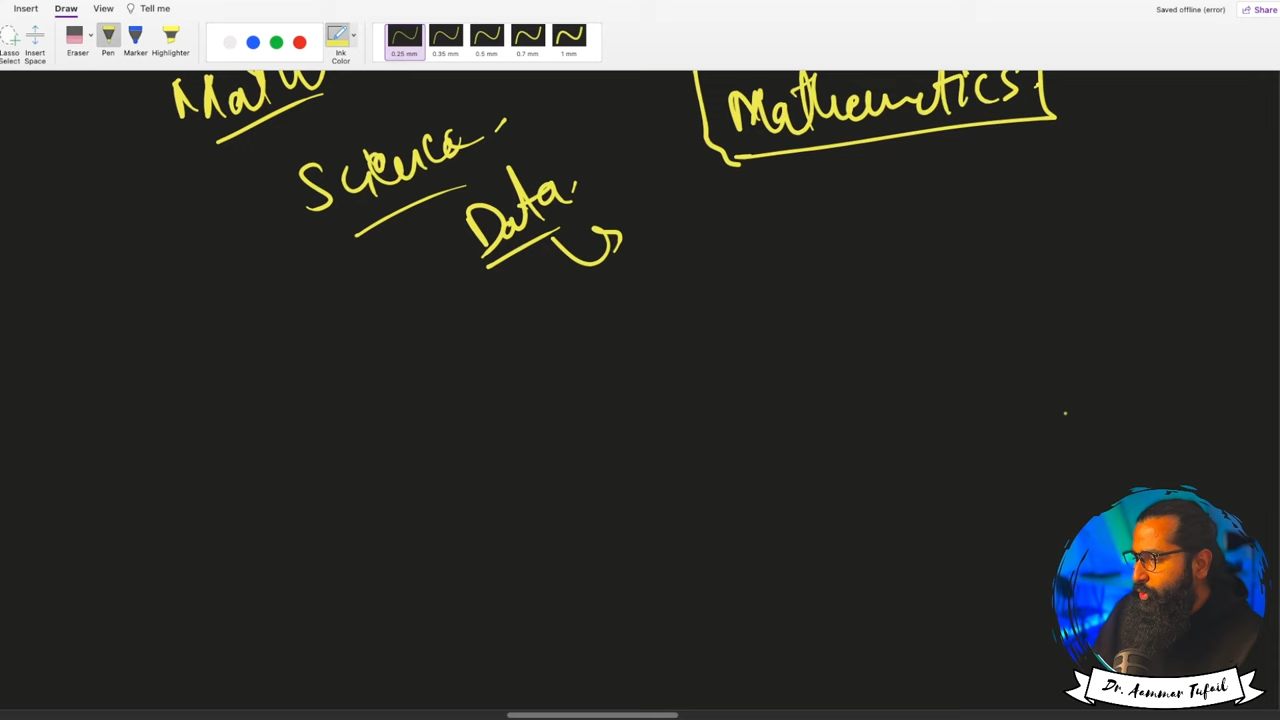 Insert Draw View Tell me
Saved offline (error) Share
Lasso Select
Insert Space
Eraser
Pen
Marker
Highlighter
Ink Color
0.25 mm 0.35 mm 0.5 mm 0.7 mm 1 mm
Mathematics
Science
Data
Dr. Aammar Tufail